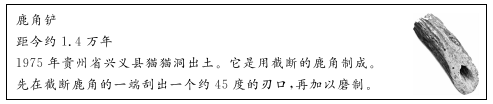 鹿角铲
距今约1.4万年
1975年贵州省兴义县猫猫洞出土。它是用截断的鹿角制成。
先在截断鹿角的一端刮出一个约45度的刃口，再加以磨制。